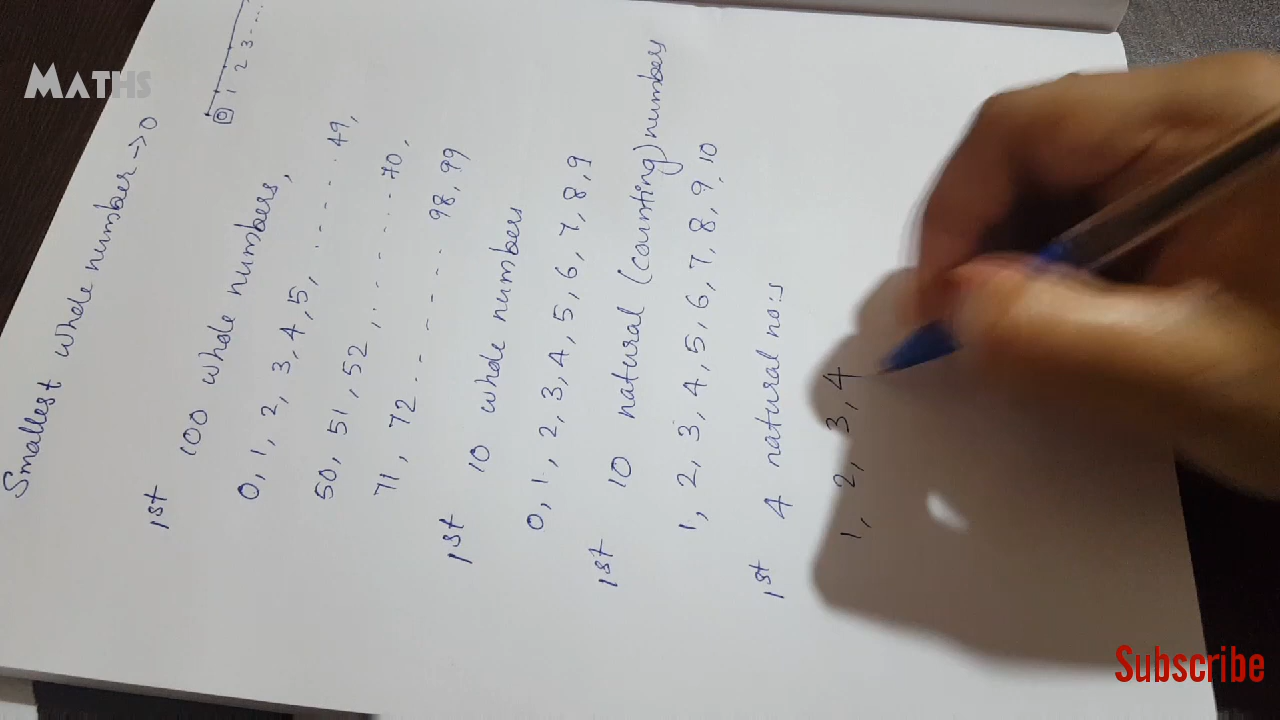 MATHS
Smallest whole number → 0
0 1 2 3...
1st 100 whole numbers,
0, 1, 2, 3, 4, 5, ....... 49,
50, 51, 52, ....... 70,
71, 72....... 98, 99
1st 10 whole numbers
0, 1, 2, 3, 4, 5, 6, 7, 8, 9
1st 10 natural (counting) numbers
1, 2, 3, 4, 5, 6, 7, 8, 9, 10
1st 4 natural no:s
1, 2, 3, 4
Subscribe